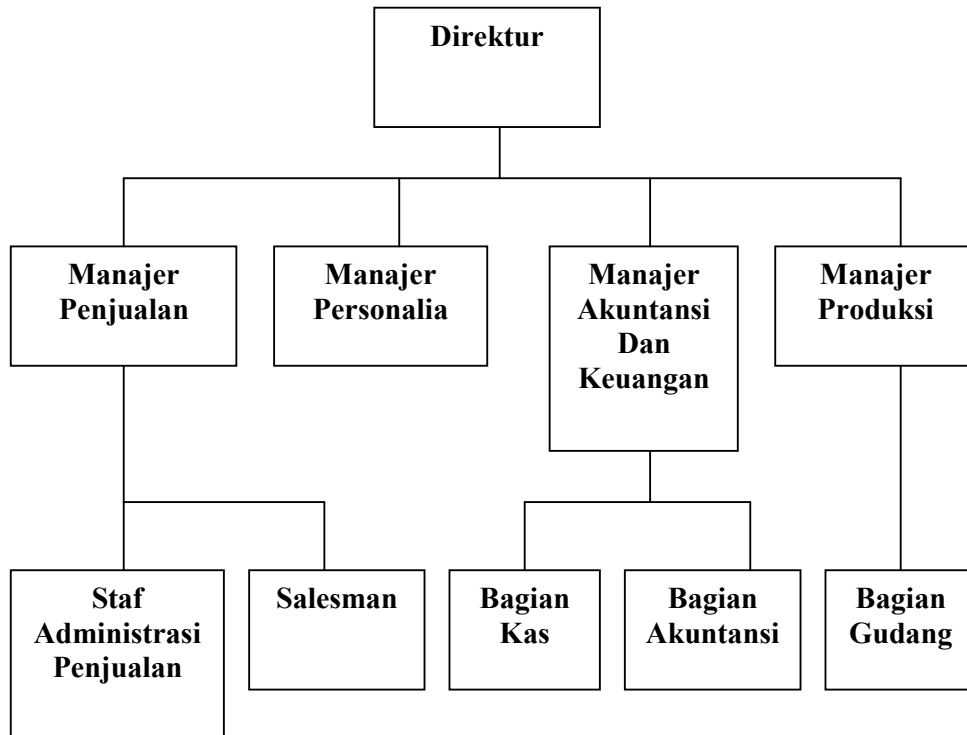 Direktur
Manajer
Penjualan
Manajer
Personalia
Manajer
Akuntansi
Dan
Keuangan
Manajer
Produksi
Staf
Administrasi
Penjualan
Salesman
Bagian
Kas
Bagian
Akuntansi
Bagian
Gudang